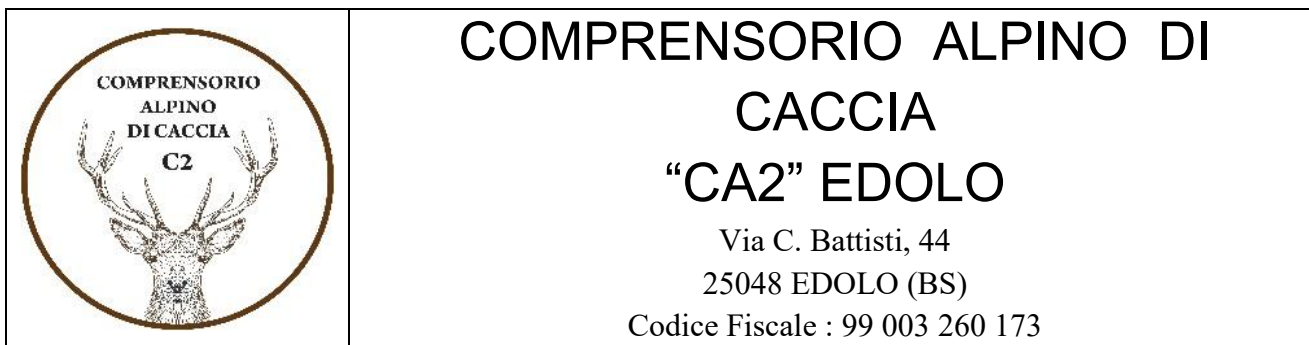 COMPRENSORIO
ALPINO
DI CACCIA
C2
COMPRENSORIO ALPINO DI
CACCIA
“CA2” EDOLO
Via C. Battisti, 44
25048 EDOLO (BS)
Codice Fiscale : 99 003 260 173